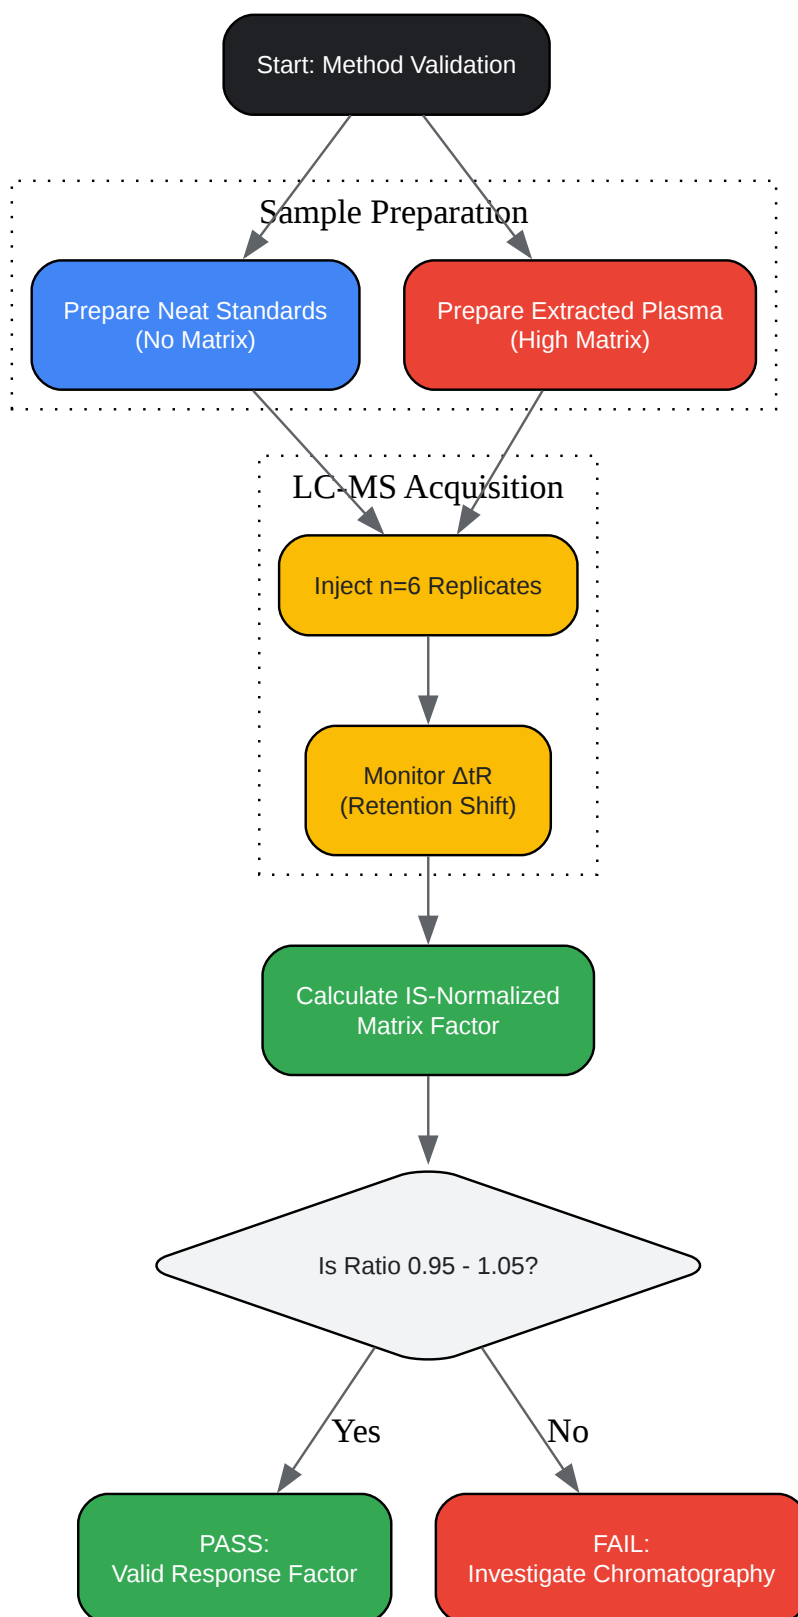 Start: Method Validation
Sample Preparation
Prepare Neat Standards
(No Matrix)
Prepare Extracted Plasma
(High Matrix)
LC-MS Acquisition
Inject n=6 Replicates
Monitor ΔtR
(Retention Shift)
Calculate IS-Normalized
Matrix Factor
Is Ratio 0.95 - 1.05?
Yes
No
PASS:
Valid Response Factor
FAIL:
Investigate Chromatography